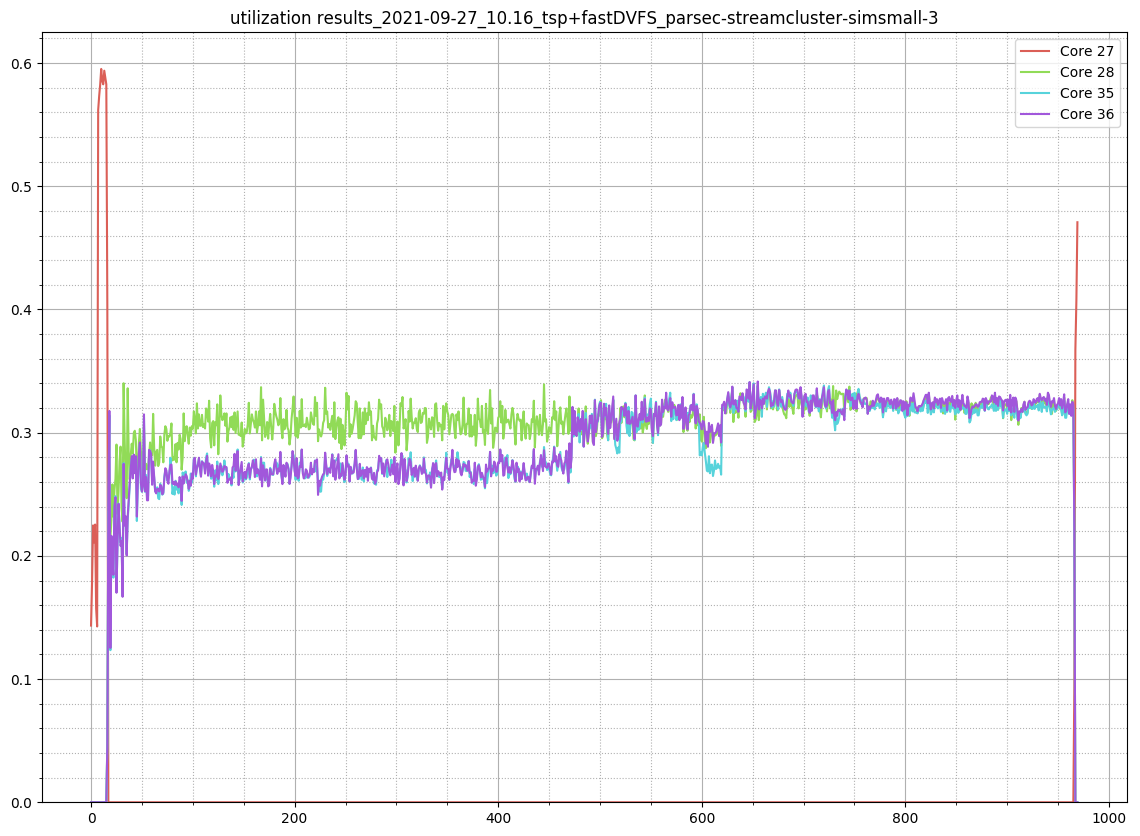 utilization results_2021-09-27_10.16_tsp+fastDVFS_parsec-streamcluster-simsmall-3
Core 27
Core 28
Core 35
Core 36
0.6
0.5
0.4
0.3
0.2
0.1
0.0
0 200 400 600 800 1000